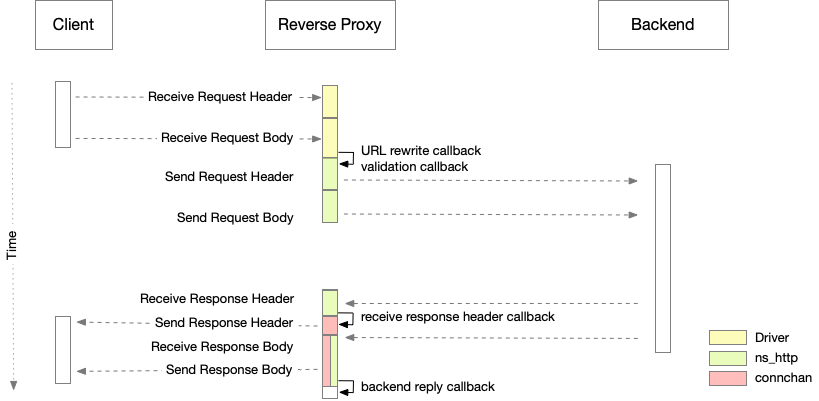 Client
Reverse Proxy
Backend
Receive Request Header
Receive Request Body
URL rewrite callback
validation callback
Send Request Header
Send Request Body
Time
Receive Response Header
receive response header callback
Send Response Header
Receive Response Body
Send Response Body
backend reply callback
Driver
ns_http
connchan